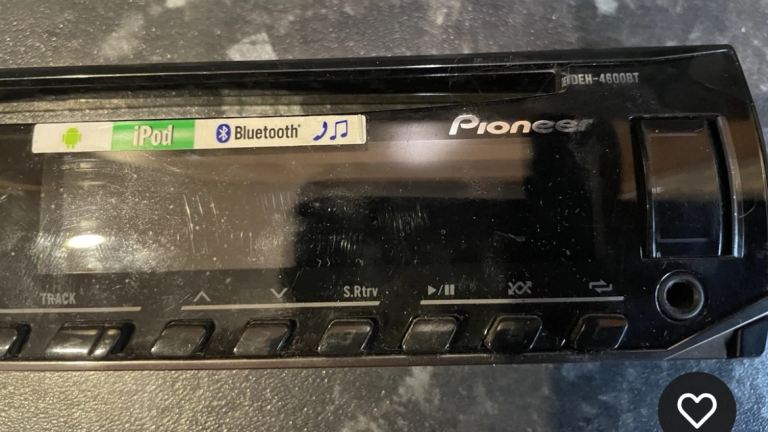 DEH-4600BT
iPod Bluetooth
Pioneer
TRACK S.Rtrv